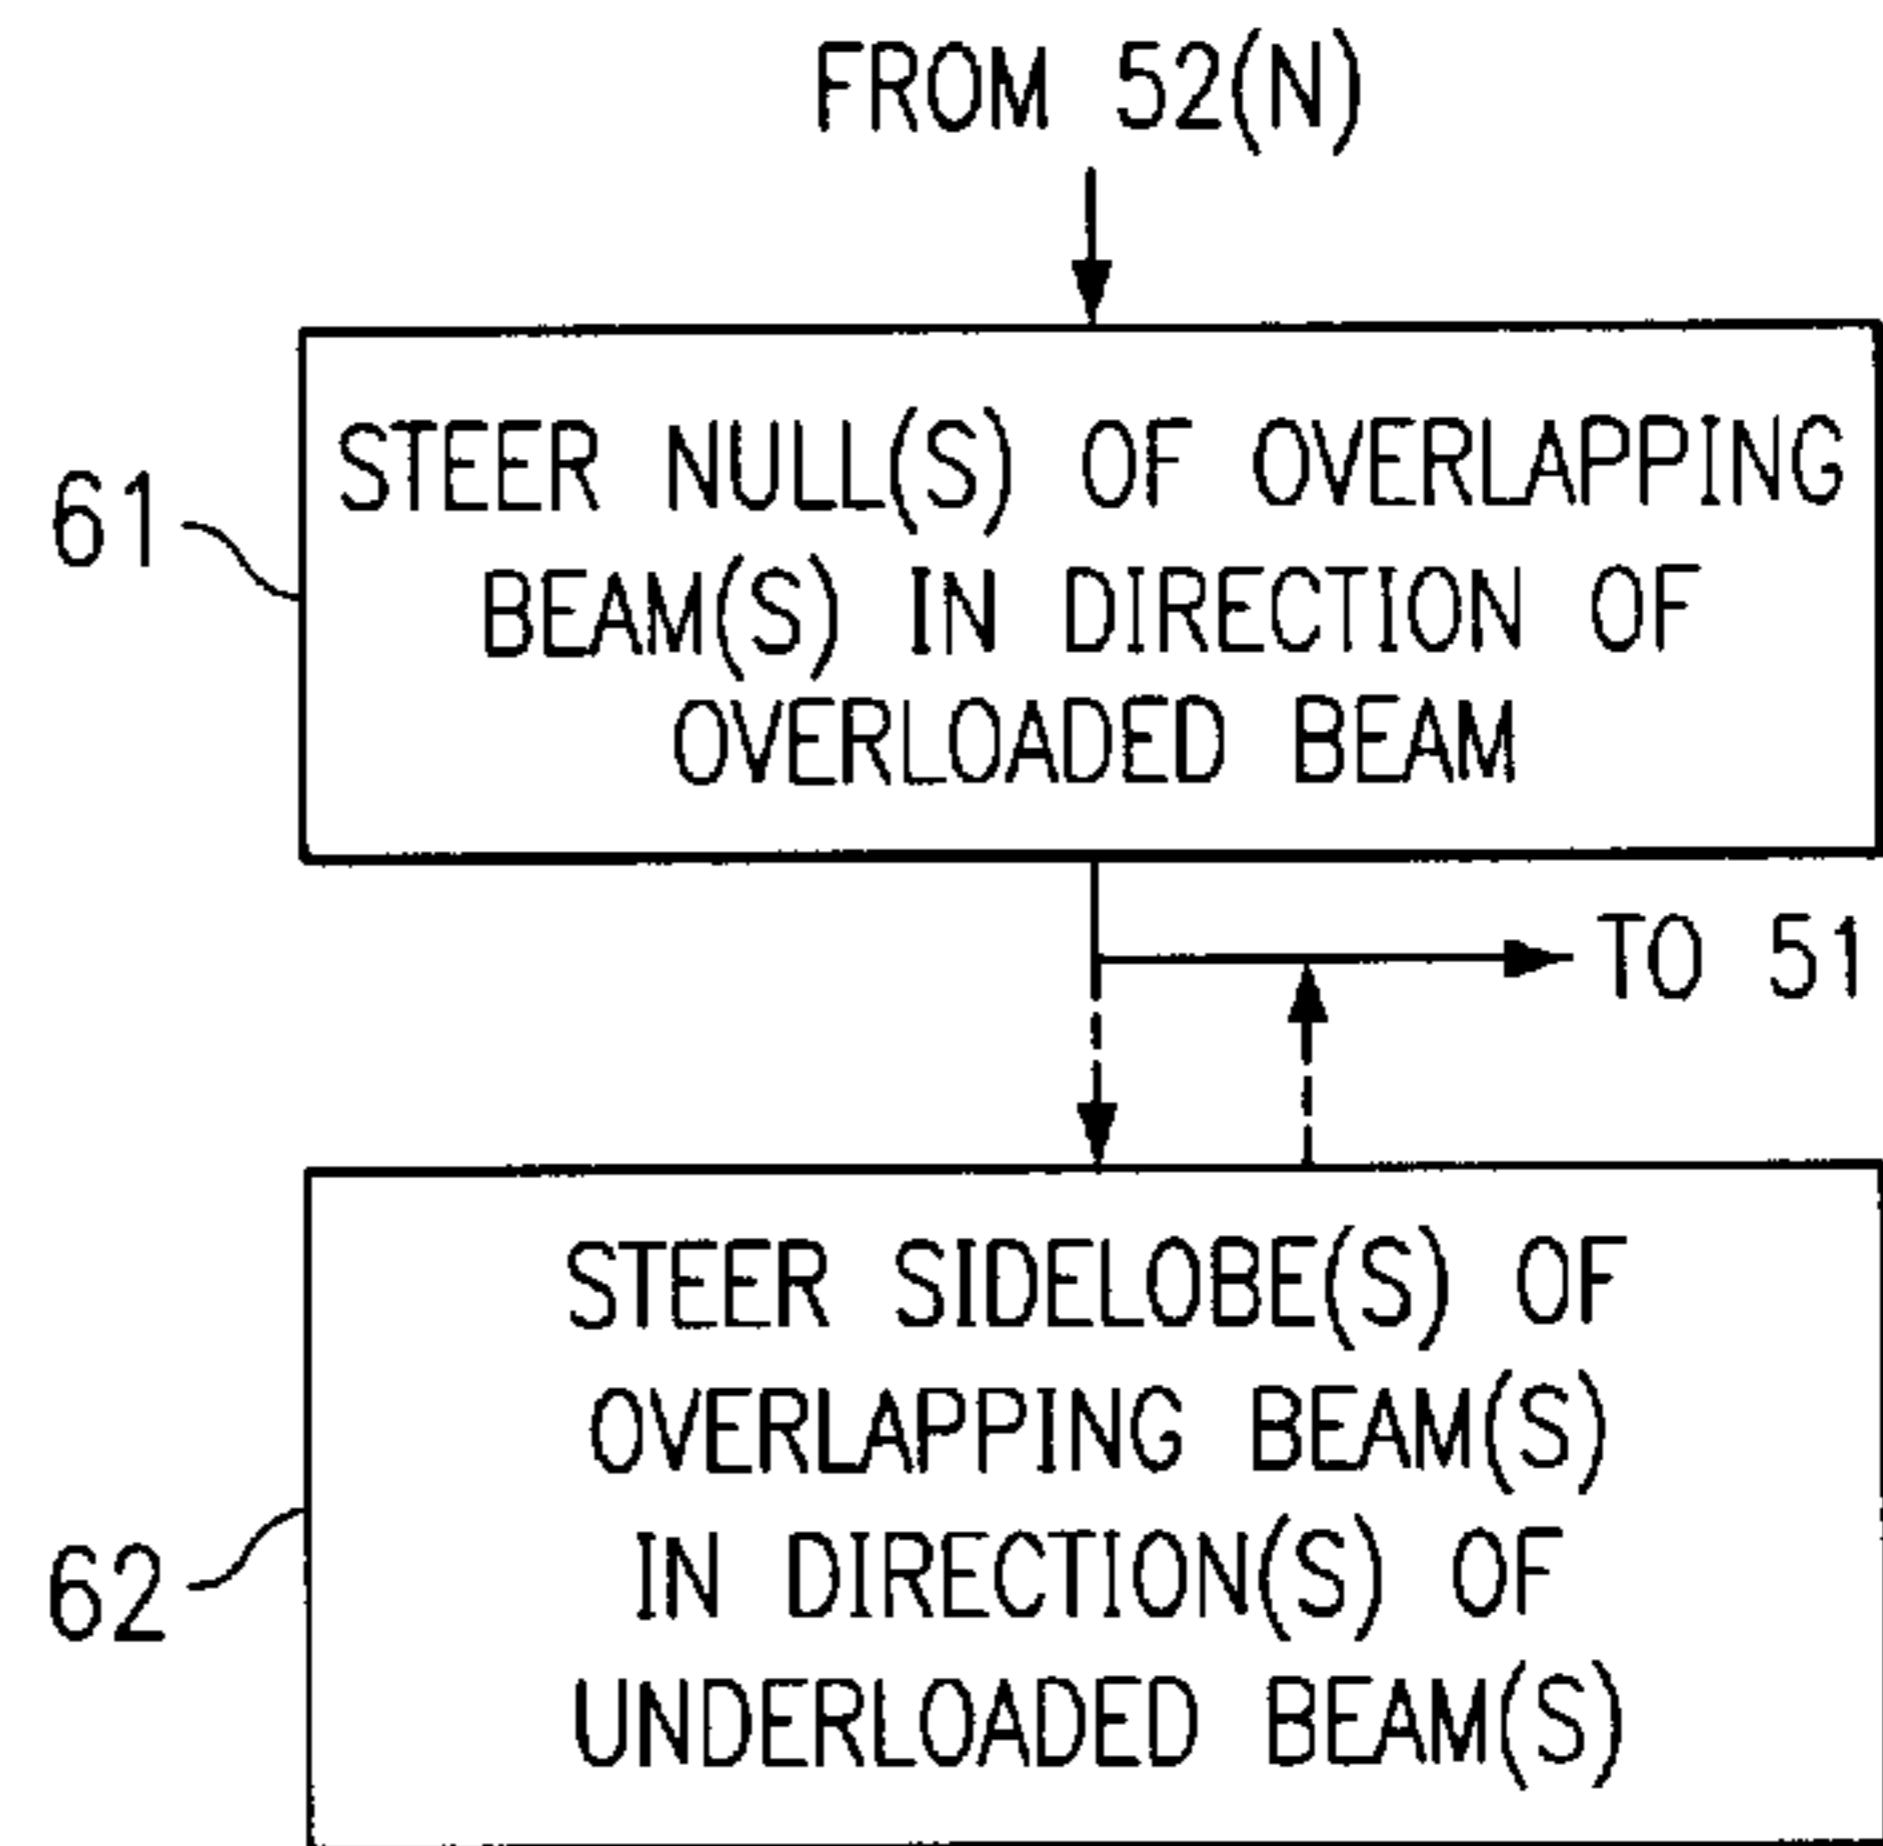 FROM 52(N)
61
STEER NULL(S) OF OVERLAPPING
BEAM(S) IN DIRECTION OF
OVERLOADED BEAM
TO 51
62
STEER SIDELOBE(S) OF
OVERLAPPING BEAM(S)
IN DIRECTION(S) OF
UNDERLOADED BEAM(S)